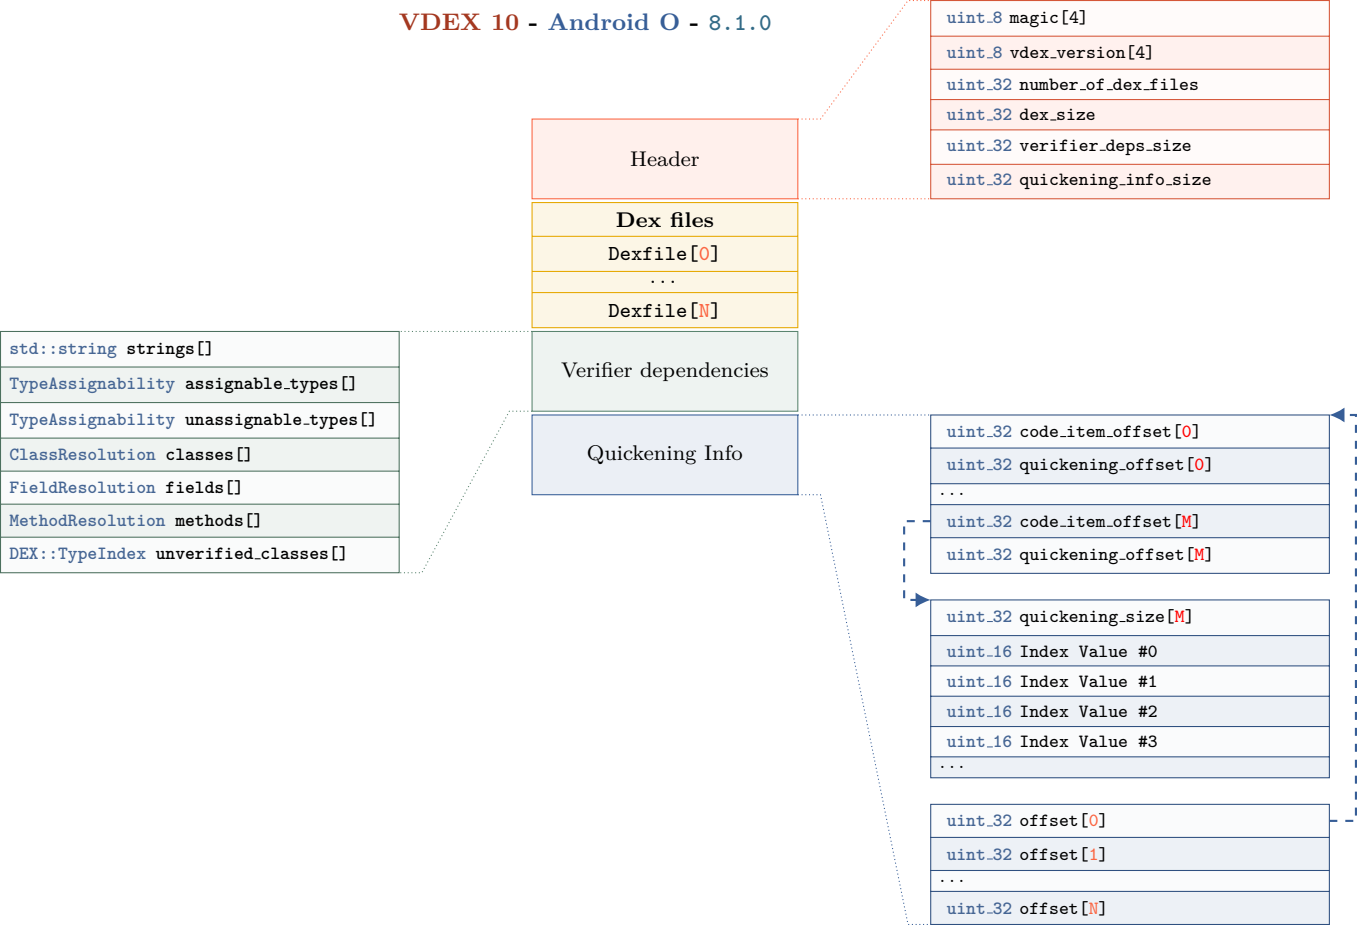 VDEX 10 - Android O - 8.1.0
uint_8 magic[4]
uint_8 vdex_version[4]
uint_32 number_of_dex_files
uint_32 dex_size
uint_32 verifier_deps_size
uint_32 quickening_info_size
Header
Dex files
Dexfile[0]
...
Dexfile[N]
Verifier dependencies
Quickening Info
std::string strings[]
TypeAssignability assignable_types[]
TypeAssignability unassignable_types[]
ClassResolution classes[]
FieldResolution fields[]
MethodResolution methods[]
DEX::TypeIndex unverified_classes[]
uint_32 code_item_offset[0]
uint_32 quickening_offset[0]
...
uint_32 code_item_offset[M]
uint_32 quickening_offset[M]
uint_32 quickening_size[M]
uint_16 Index Value #0
uint_16 Index Value #1
uint_16 Index Value #2
uint_16 Index Value #3
...
uint_32 offset[0]
uint_32 offset[1]
...
uint_32 offset[N]